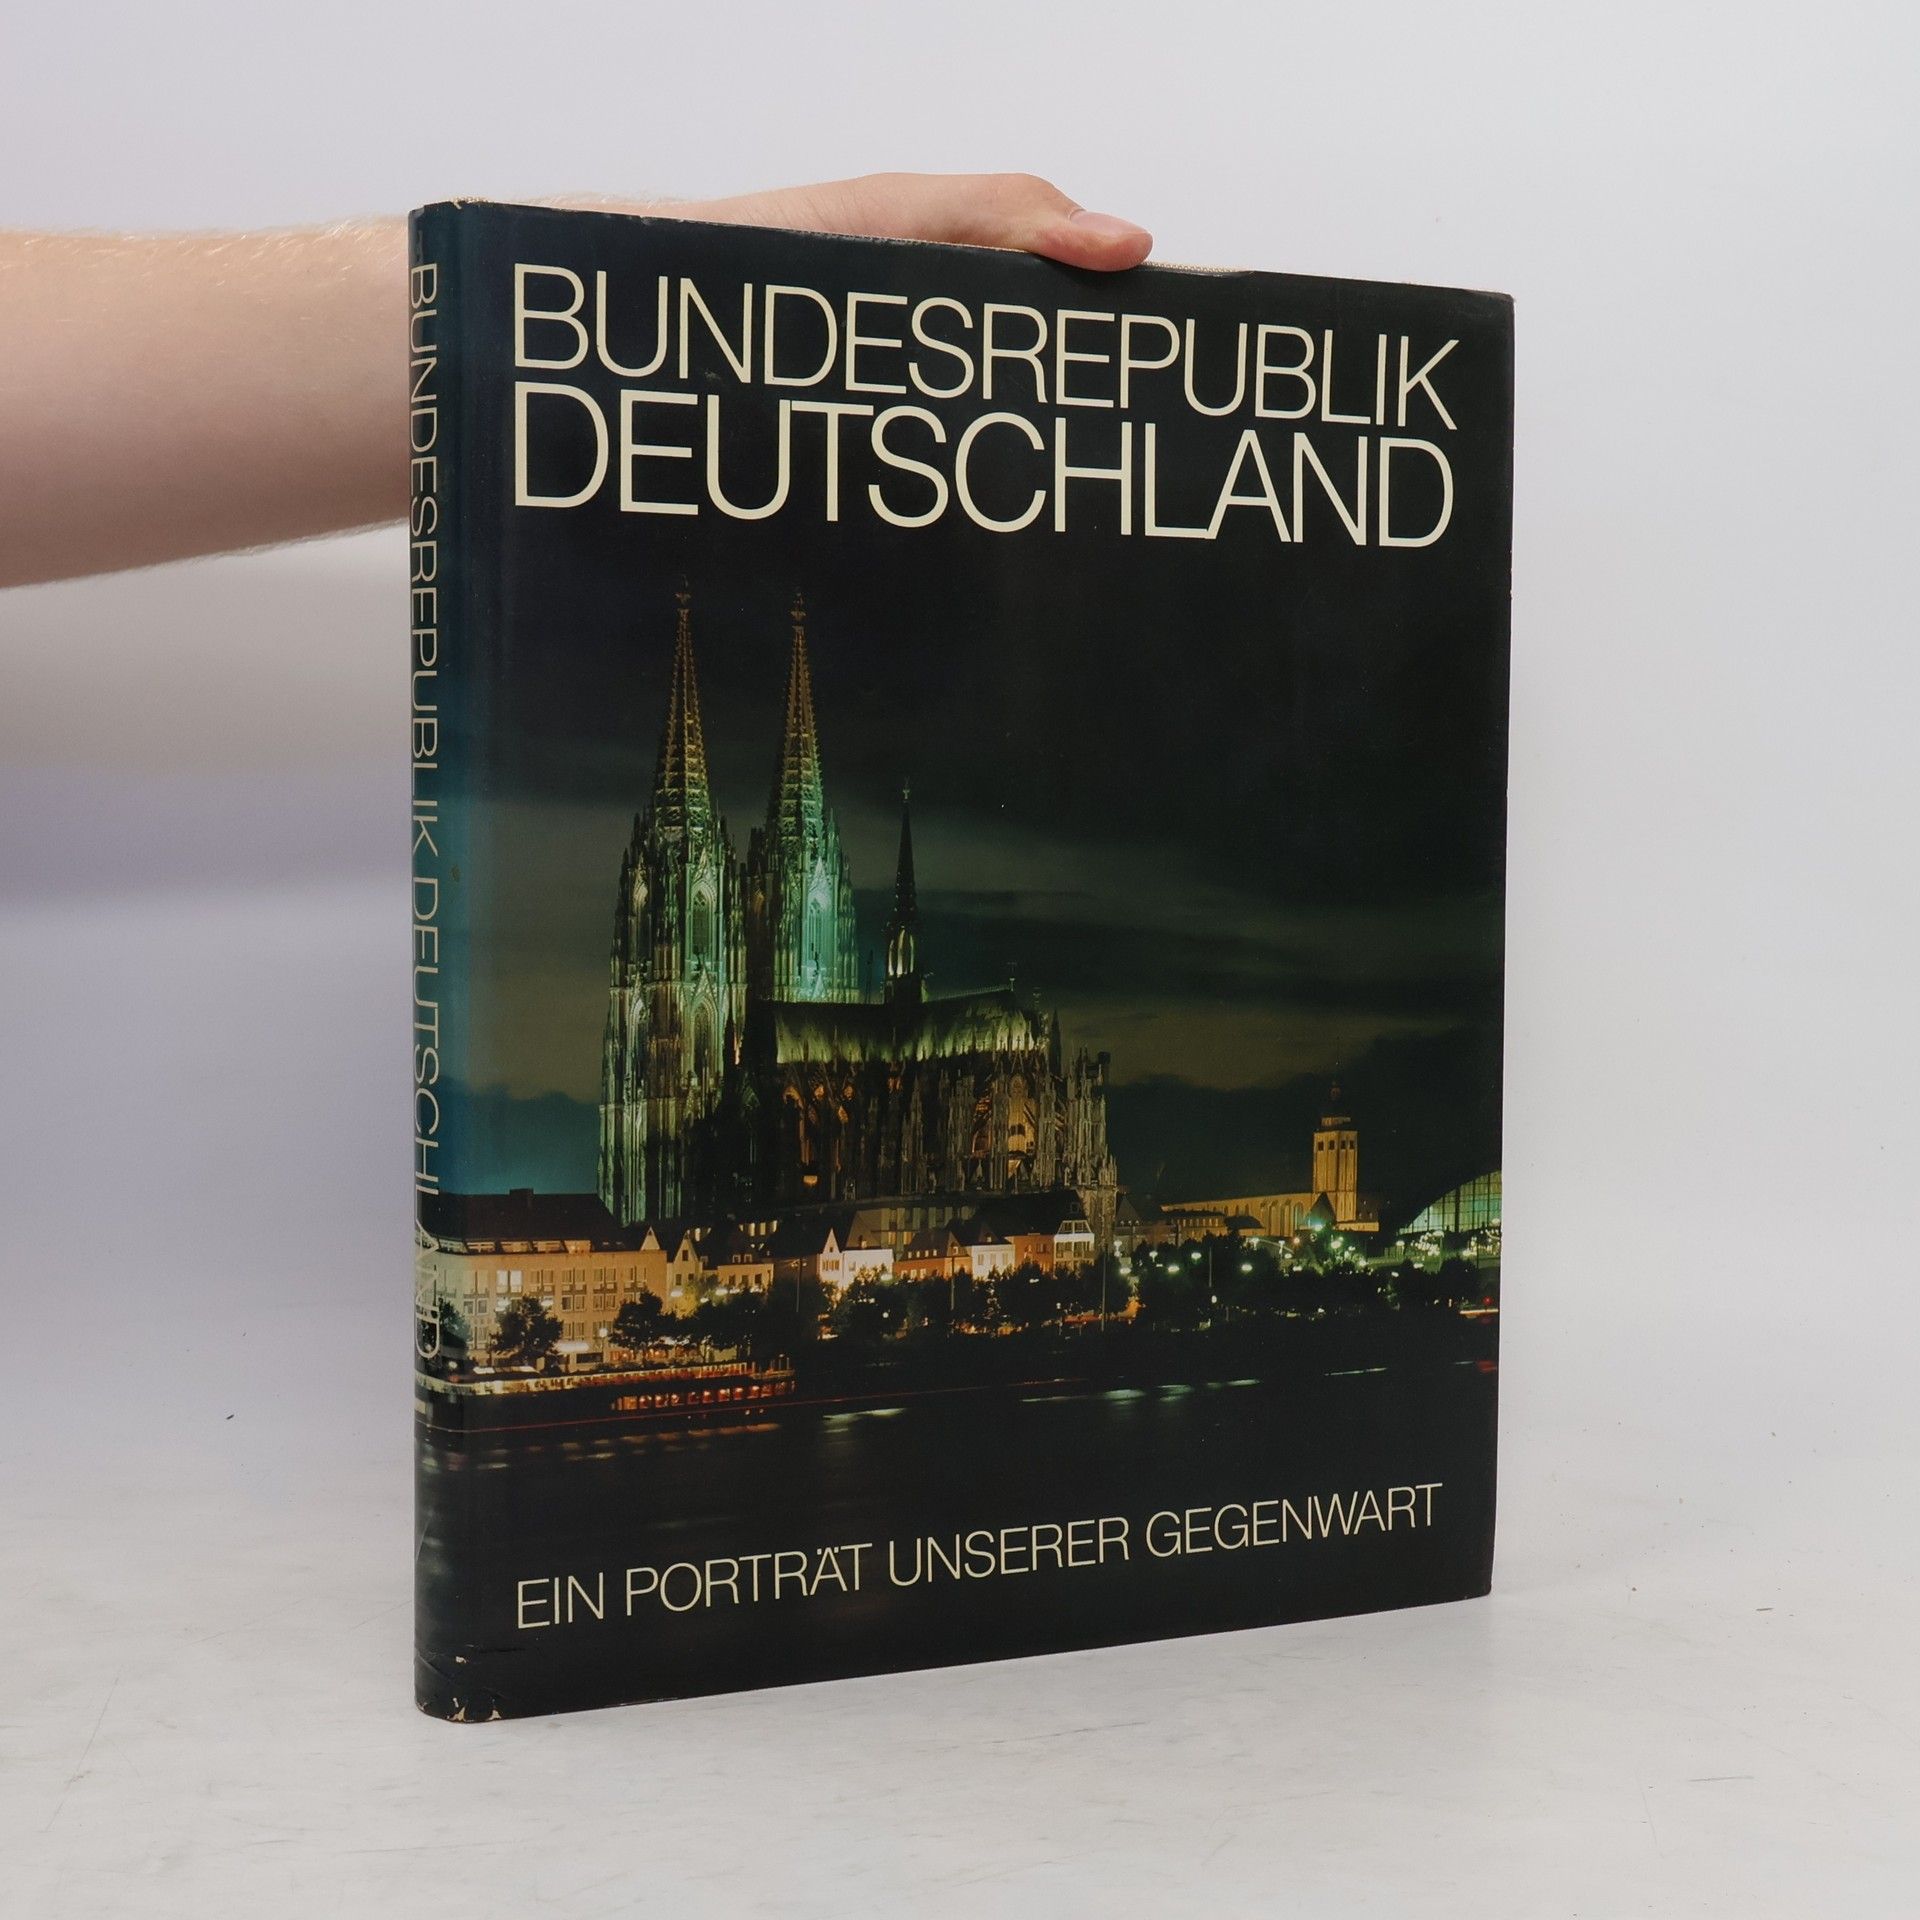 BUNDESREPUBLIK DEUTSCHLAND
BUNDESREPUBLIK
DEUTSCHLAND
EIN PORTRÄT UNSERER GEGENWART